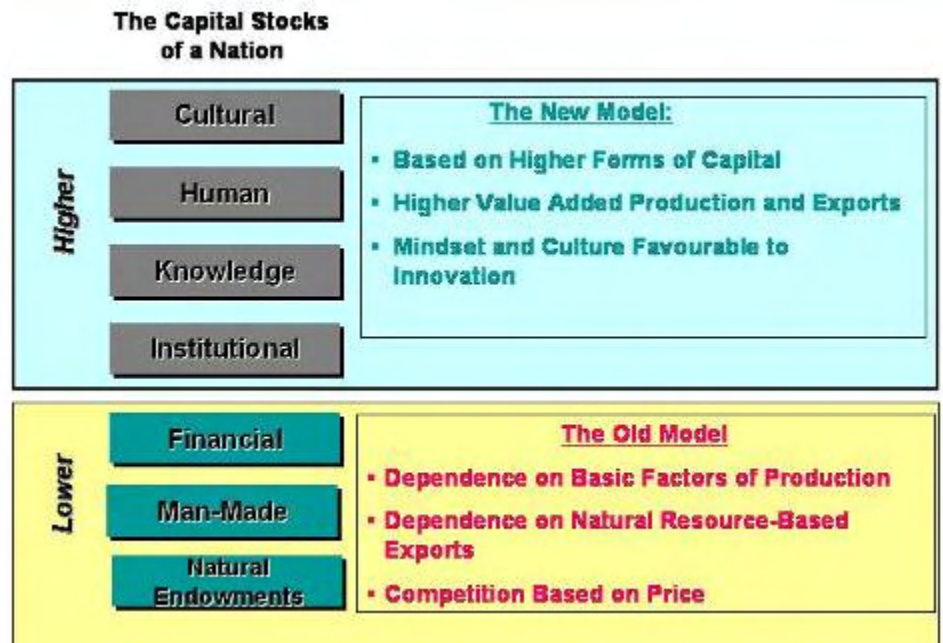 The Capital Stocks
of a Nation
Higher
Cultural
Human
Knowledge
Institutional
The New Model:
▪ Based on Higher Forms of Capital
▪ Higher Value Added Production and Exports
▪ Mindset and Culture Favourable to
Innovation
Lower
Financial
Man-Made
Natural
Endowments
The Old Model
▪ Dependence on Basic Factors of Production
▪ Dependence on Natural Resource-Based
Exports
▪ Competition Based on Price